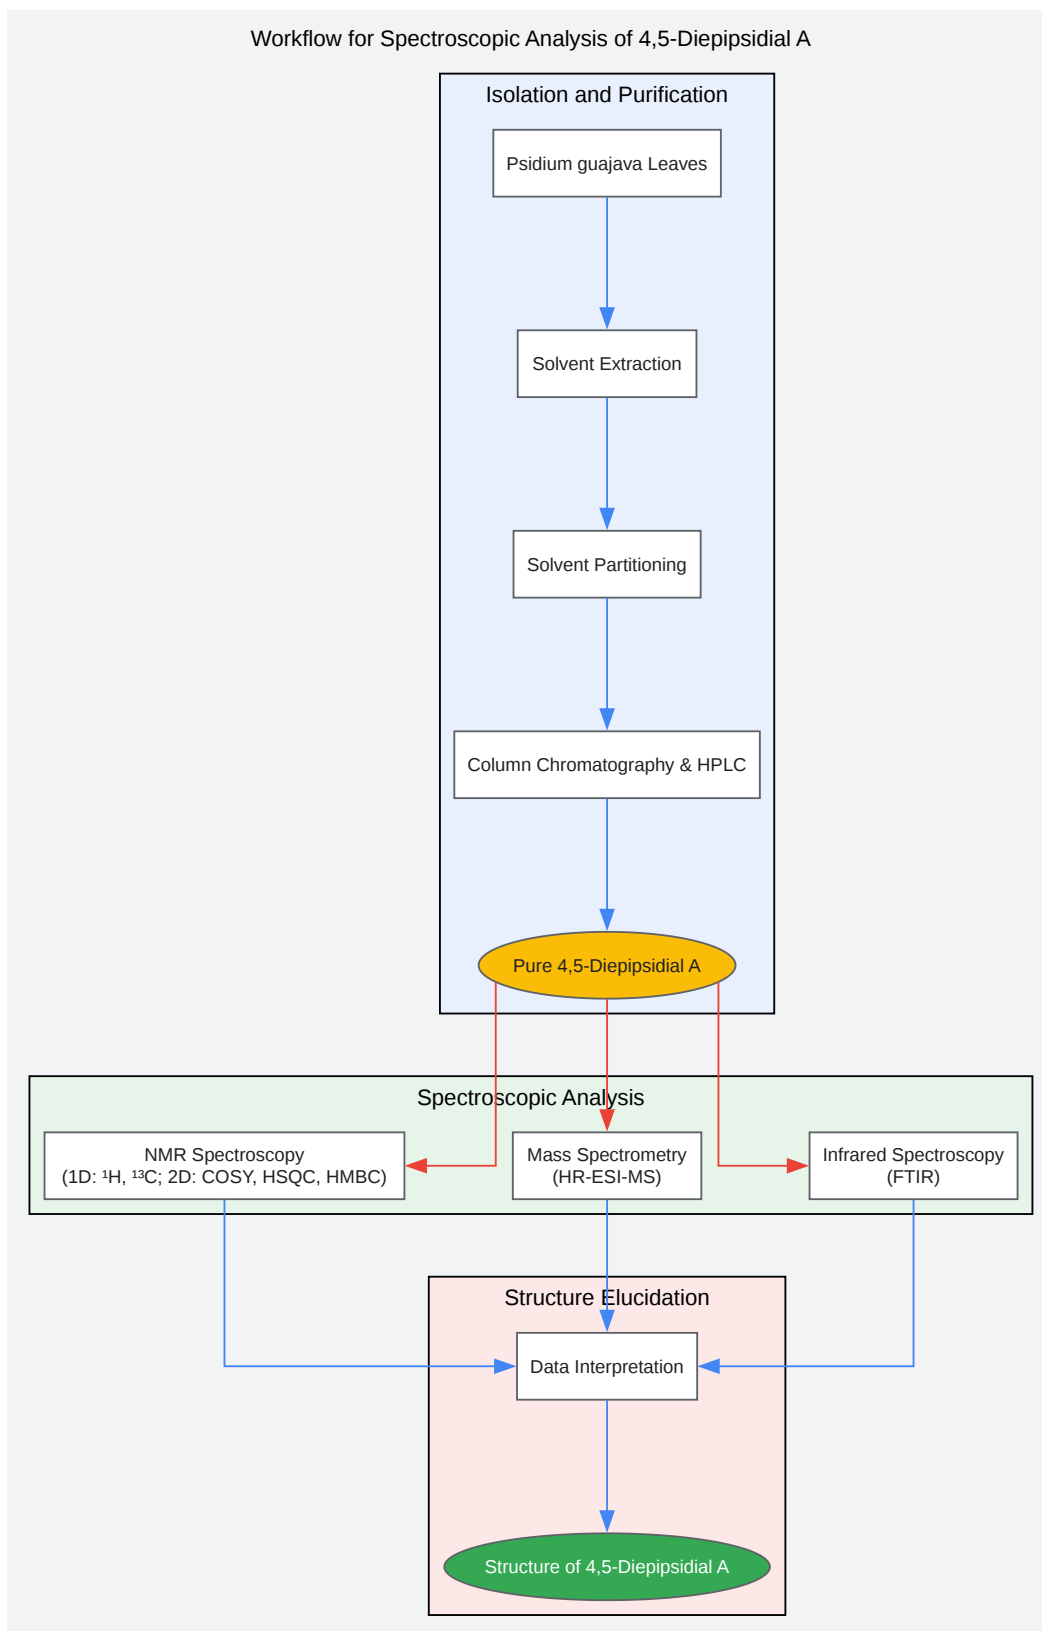 Workflow for Spectroscopic Analysis of 4,5-Diepipsidial A
Isolation and Purification
Psidium guajava Leaves
Solvent Extraction
Solvent Partitioning
Column Chromatography & HPLC
Pure 4,5-Diepipsidial A
Spectroscopic Analysis
NMR Spectroscopy
(1D: ¹H, ¹³C; 2D: COSY, HSQC, HMBC)
Mass Spectrometry
(HR-ESI-MS)
Infrared Spectroscopy
(FTIR)
Structure Elucidation
Data Interpretation
Structure of 4,5-Diepipsidial A